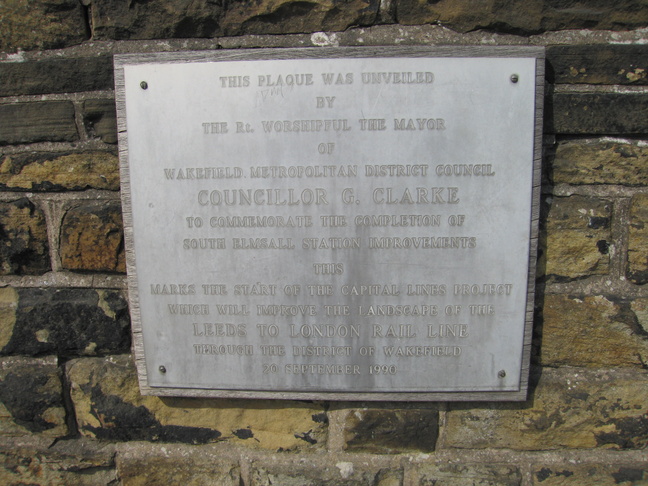 THIS PLAQUE WAS UNVEILED
BY
THE Rt. WORSHIPFUL THE MAYOR
OF
WAKEFIELD METROPOLITAN DISTRICT COUNCIL
COUNCILLOR G. CLARKE
TO COMMEMORATE THE COMPLETION OF
SOUTH ELMSALL STATION IMPROVEMENTS
THIS
MARKS THE START OF THE CAPITAL LINES PROJECT
WHICH WILL IMPROVE THE LANDSCAPE OF THE
LEEDS TO LONDON RAIL LINE
THROUGH THE DISTRICT OF WAKEFIELD
26 SEPTEMBER 1990